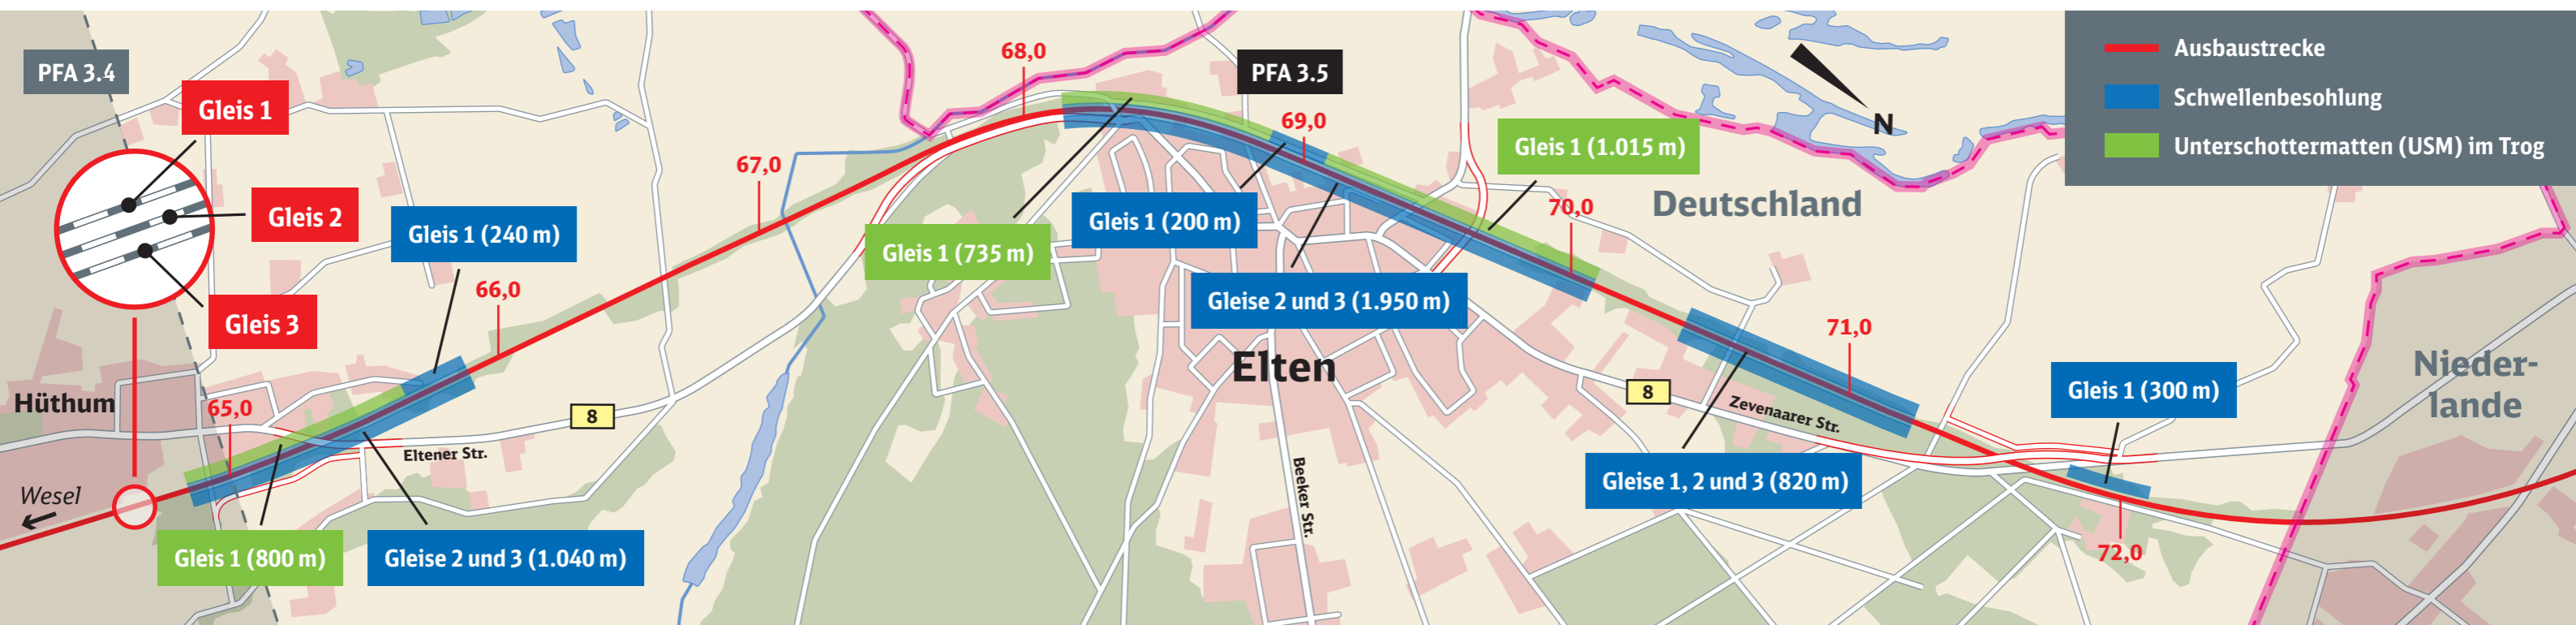 PFA 3.4
Gleis 1
Gleis 2
Gleis 3
Gleis 1 (240 m)
66,0
67,0
68,0
PFA 3.5
69,0
Gleis 1 (1.015 m)
70,0
Gleis 1 (735 m)
Gleis 1 (200 m)
Gleise 2 und 3 (1.950 m)
Elten
Deutschland
N
Ausbaustrecke
Schwellenbesohlung
Unterschottermatten (USM) im Trog
71,0
8
Zevenaarer Str.
Gleis 1 (300 m)
Nieder-
lande
Hüthum
65,0
8
Eltener Str.
Wesel
Gleis 1 (800 m)
Gleise 2 und 3 (1.040 m)
Beeker Str.
Gleise 1, 2 und 3 (820 m)
72,0